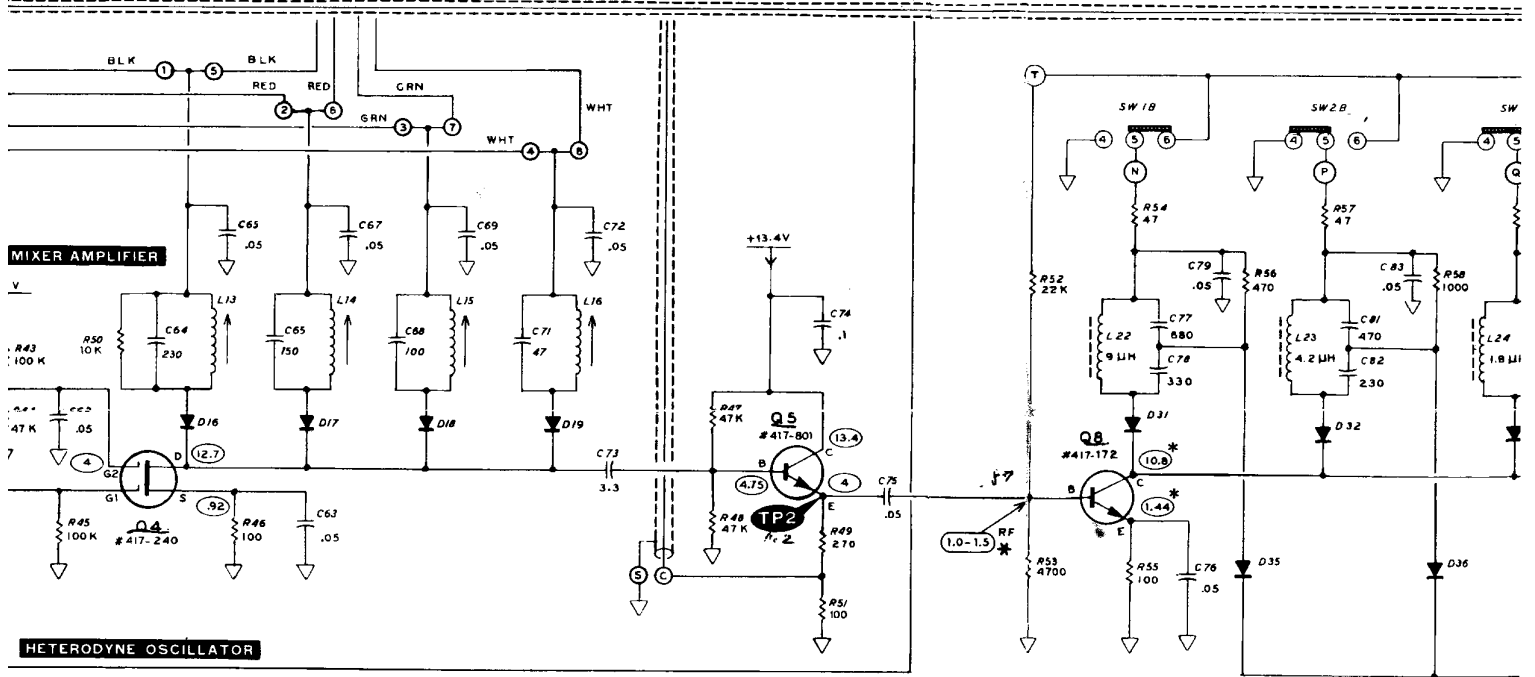 BLK
1
5
BLK
RED
RED
2
6
GRN
GRN
3
7
WHT
WHT
4
8
T
SW 1B
SW2B
SW
4
5
6
4
5
6
4
5
N
P
Q
C65
.05
C67
.05
C69
.05
C72
.05
R54
47
R57
47
MIXER AMPLIFIER
V
+13.4V
R52
22K
C79
.05
R56
470
C83
.05
R58
1000
R50
10K
C64
230
L13
C65
150
L14
C68
100
L15
C71
47
L16
C74
.1
L22
9 µH
C77
680
C78
330
L23
4.2 µH
C81
470
C82
230
L24
1.8 µH
R43
100 K
47 K
.05
D16
D17
D18
D19
R47
47K
Q5
#417-801
13.4
D31
D32
Q8
#417-172
10.8 *
4
G2
G1
D
12.7
S
.92
C73
3.3
B
C
E
4.75
4
C75
.05
B
C
E
1.44 *
R45
100K
Q4
#417-240
R46
100
C63
.05
R48
47K
TP2
R49
270
1.0-1.5
RF
*
R53
4700
R55
100
C76
.05
D35
D36
S
C
R51
100
HETERODYNE OSCILLATOR